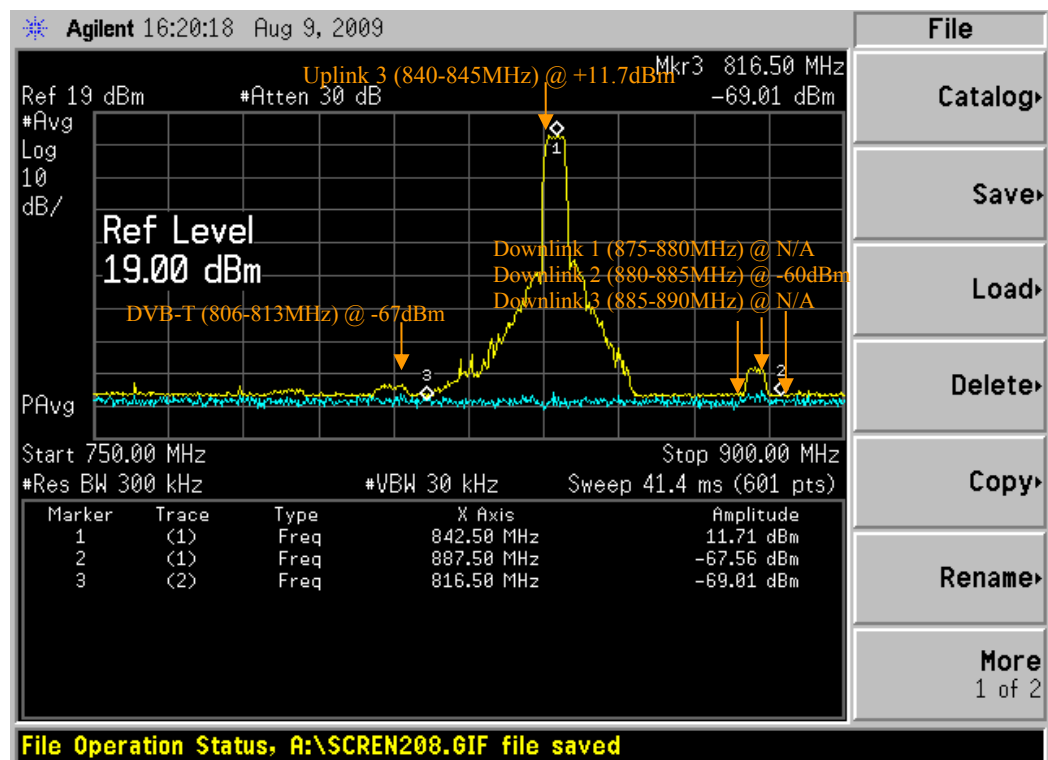 Agilent 16:20:18 Aug 9, 2009
File
Uplink 3 (840-845MHz) @ +11.7dBm
Mkr3 816.50 MHz
Ref 19 dBm #Atten 30 dB -69.01 dBm
#Avg
Log
10
dB/
1
Ref Level
19.00 dBm
Downlink 1 (875-880MHz) @ N/A
Downlink 2 (880-885MHz) @ -60dBm
Downlink 3 (885-890MHz) @ N/A
DVB-T (806-813MHz) @ -67dBm
3
2
PAvg
Start 750.00 MHz Stop 900.00 MHz
#Res BW 300 kHz #VBW 30 kHz Sweep 41.4 ms (601 pts)
Marker Trace Type X Axis Amplitude
1 (1) Freq 842.50 MHz 11.71 dBm
2 (1) Freq 887.50 MHz -67.56 dBm
3 (2) Freq 816.50 MHz -69.01 dBm
Catalog
Save
Load
Delete
Copy
Rename
More
1 of 2
File Operation Status, A:\SCREN208.GIF file saved